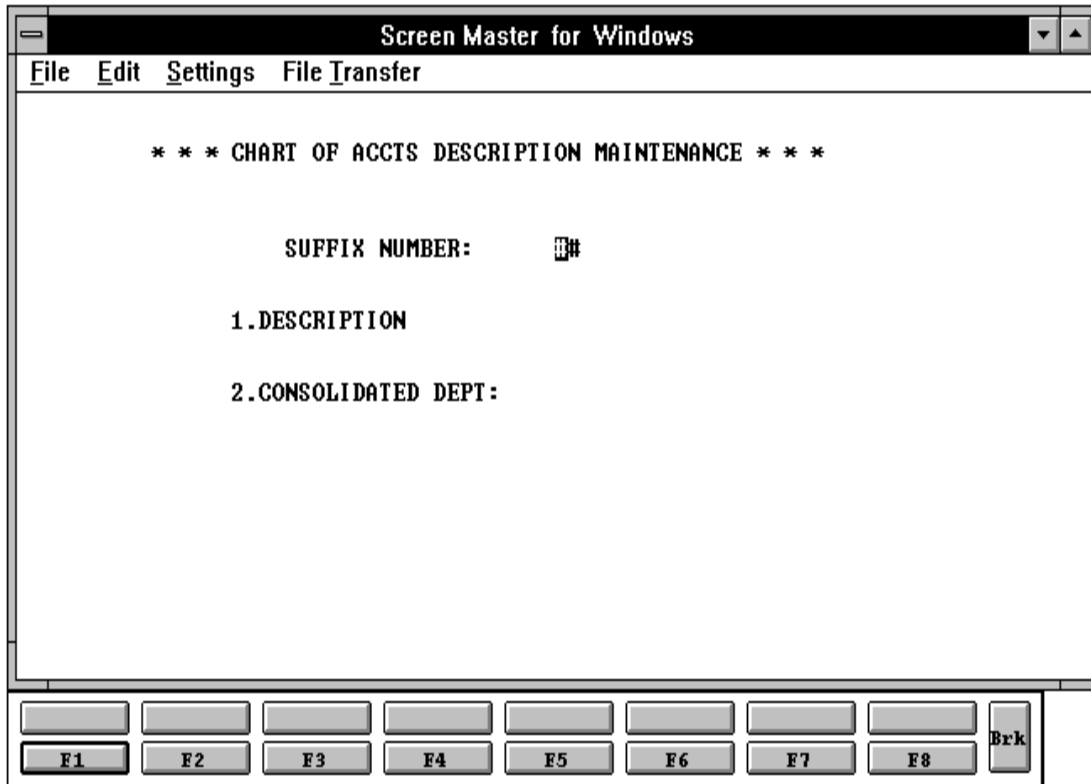 Screen Master for Windows
File Edit Settings File Transfer
* * * CHART OF ACCTS DESCRIPTION MAINTENANCE * * *
SUFFIX NUMBER: ##
1.DESCRIPTION
2.CONSOLIDATED DEPT:
Brk
F1 F2 F3 F4 F5 F6 F7 F8